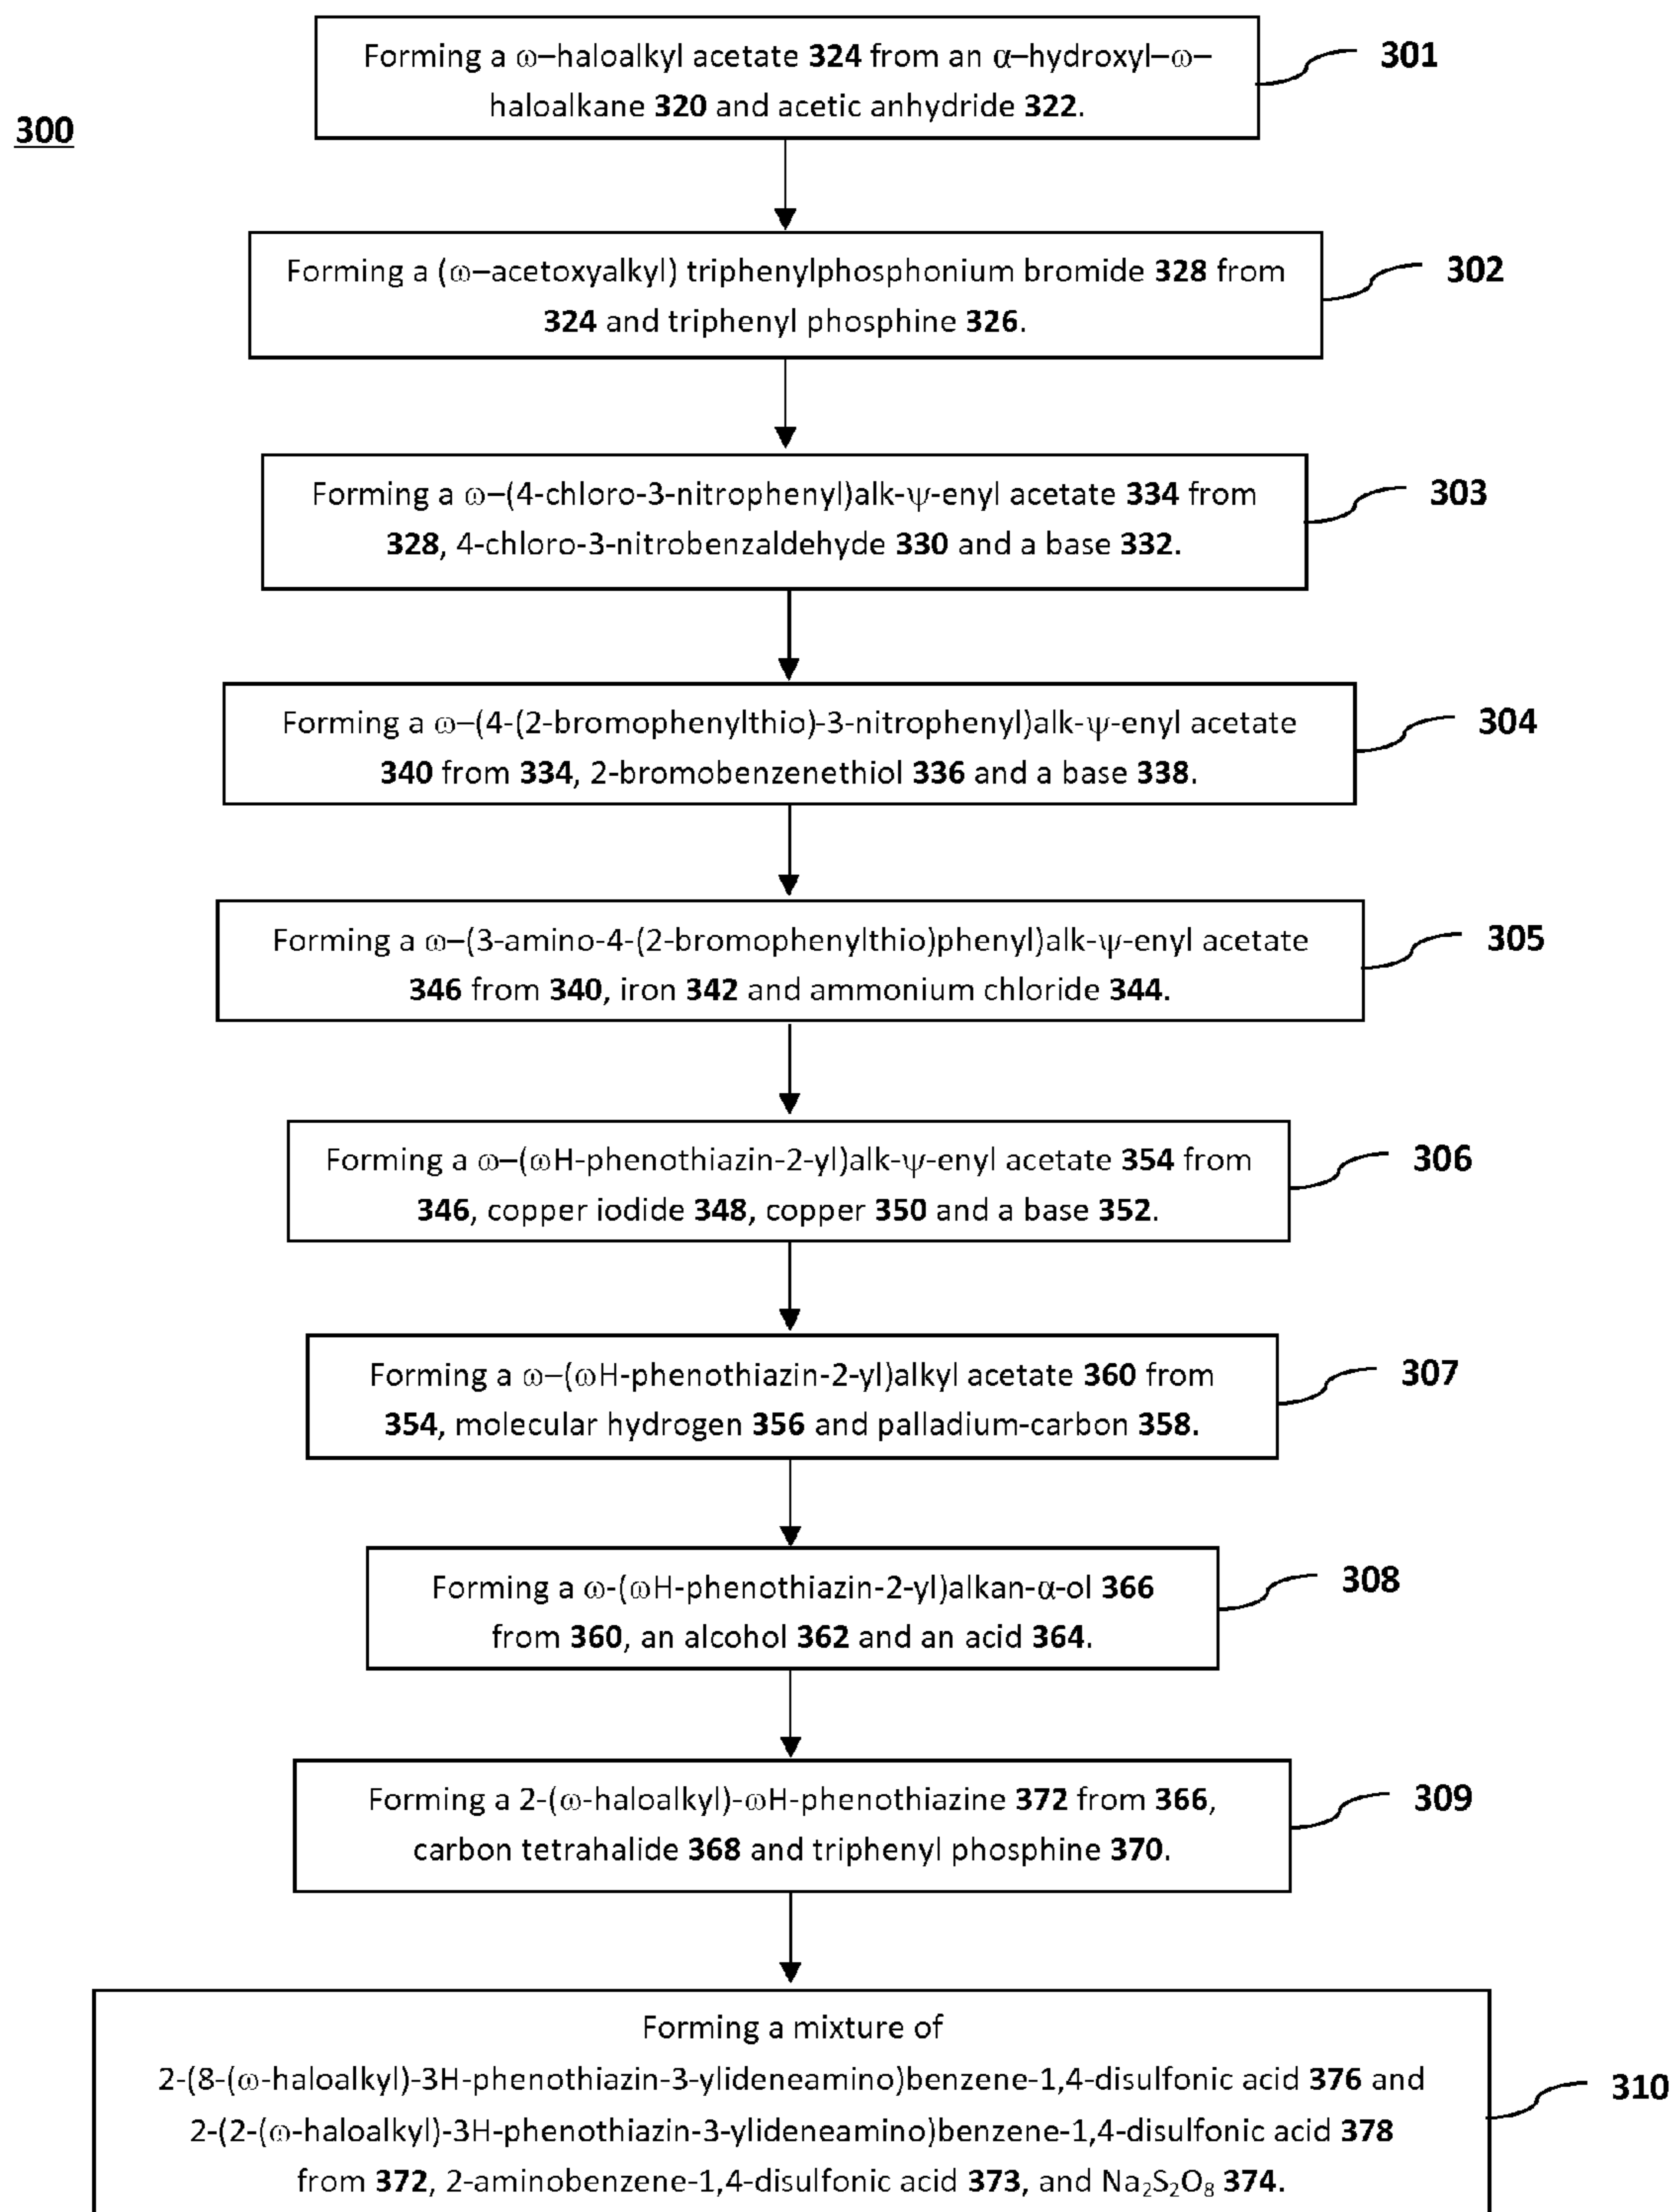 Forming a ω–haloalkyl acetate 324 from an α–hydroxyl–ω–
haloalkane 320 and acetic anhydride 322.
301
300
Forming a (ω–acetoxyalkyl) triphenylphosphonium bromide 328 from
324 and triphenyl phosphine 326.
302
Forming a ω–(4-chloro-3-nitrophenyl)alk-ψ-enyl acetate 334 from
328, 4-chloro-3-nitrobenzaldehyde 330 and a base 332.
303
Forming a ω–(4-(2-bromophenylthio)-3-nitrophenyl)alk-ψ-enyl acetate
340 from 334, 2-bromobenzenethiol 336 and a base 338.
304
Forming a ω–(3-amino-4-(2-bromophenylthio)phenyl)alk-ψ-enyl acetate
346 from 340, iron 342 and ammonium chloride 344.
305
Forming a ω–(ωH-phenothiazin-2-yl)alk-ψ-enyl acetate 354 from
346, copper iodide 348, copper 350 and a base 352.
306
Forming a ω–(ωH-phenothiazin-2-yl)alkyl acetate 360 from
354, molecular hydrogen 356 and palladium-carbon 358.
307
Forming a ω-(ωH-phenothiazin-2-yl)alkan-α-ol 366
from 360, an alcohol 362 and an acid 364.
308
Forming a 2-(ω-haloalkyl)-ωH-phenothiazine 372 from 366,
carbon tetrahalide 368 and triphenyl phosphine 370.
309
Forming a mixture of
2-(8-(ω-haloalkyl)-3H-phenothiazin-3-ylideneamino)benzene-1,4-disulfonic acid 376 and
2-(2-(ω-haloalkyl)-3H-phenothiazin-3-ylideneamino)benzene-1,4-disulfonic acid 378
from 372, 2-aminobenzene-1,4-disulfonic acid 373, and Na₂S₂O₈ 374.
310